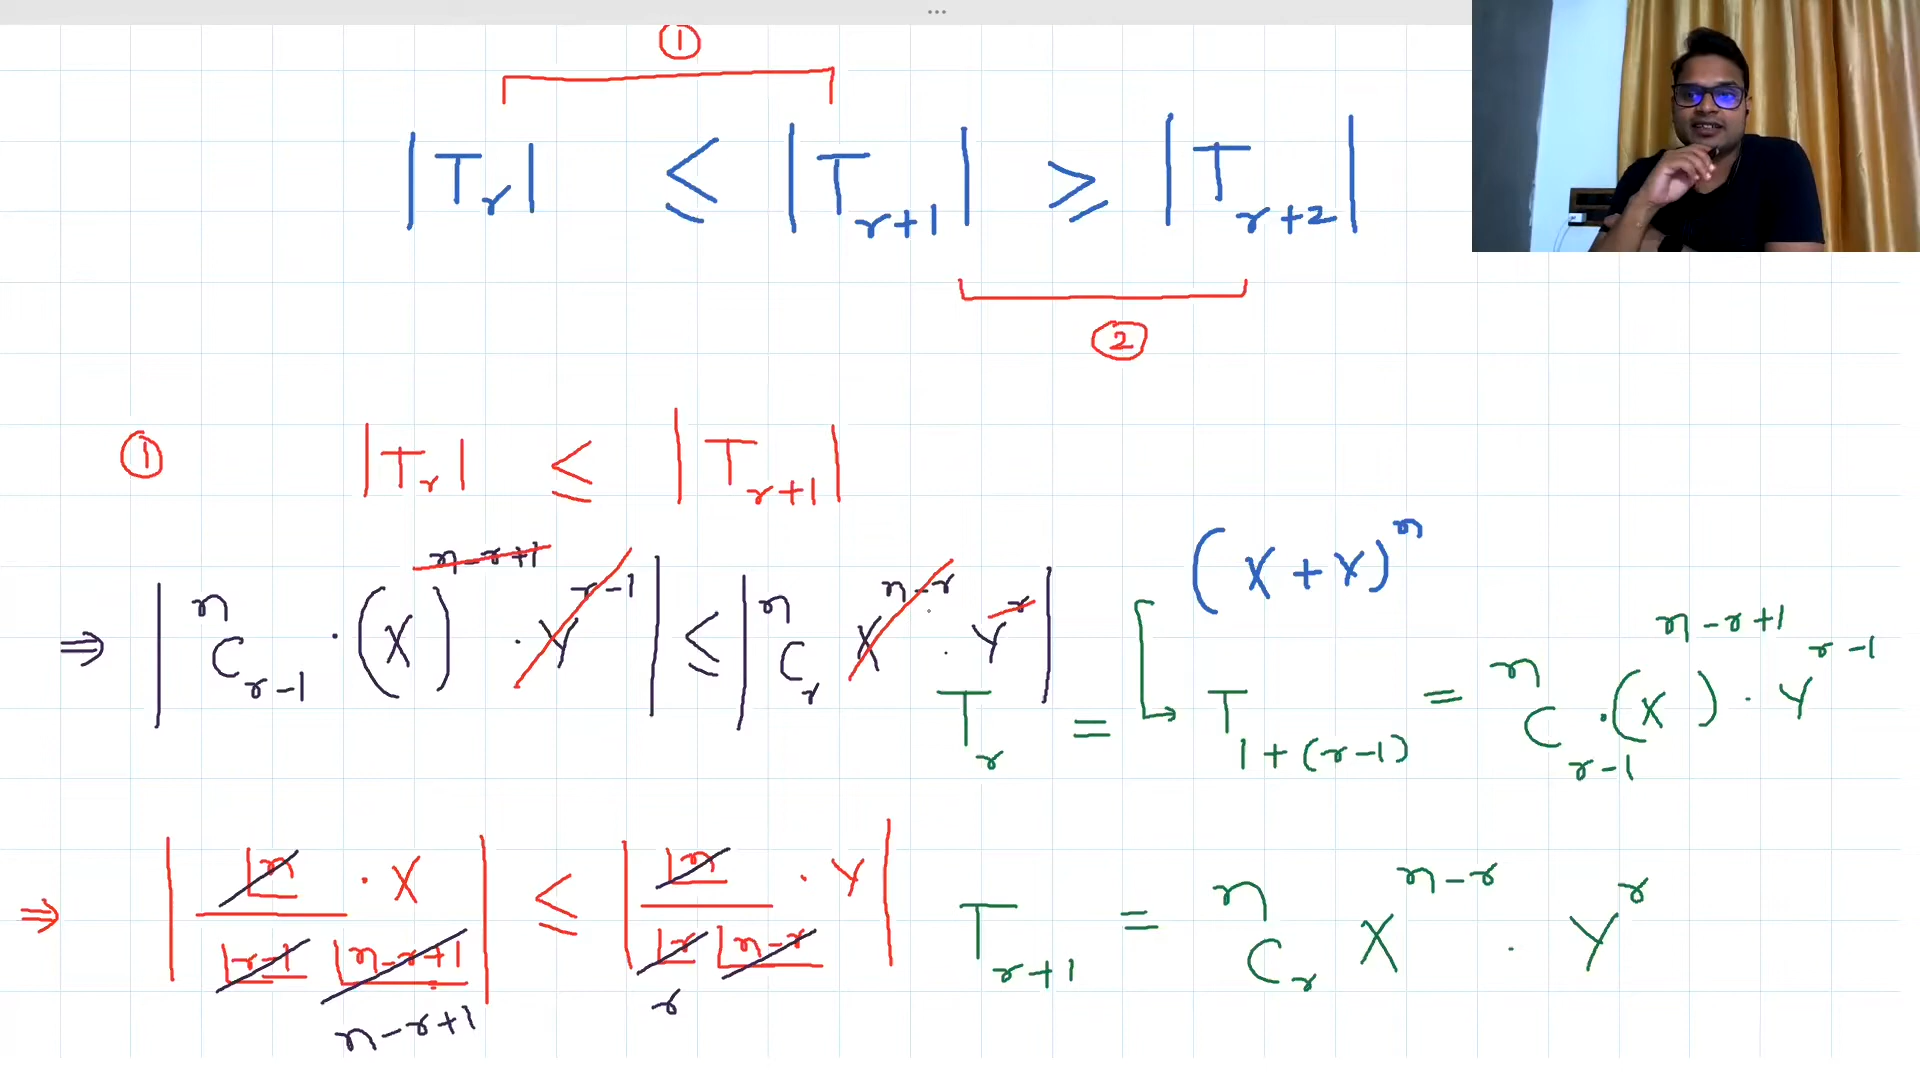 ①
|T_r| ≤ |T_{r+1}| ≥ |T_{r+2}|
②
① |T_r| ≤ |T_{r+1}|
(X+Y)^n
⇒ |^nC_{r-1} · (X)^{n-r+1} · Y^{r-1}| ≤ |^nC_r X^{n-r} · Y^r|
T_r = T_{1+(r-1)} = ^nC_{r-1} · (X)^{n-r+1} · Y^{r-1}
⇒ |(⌊n · X)/(⌊r-1 ⌊n-r+1)| ≤ |(⌊n · Y)/(⌊r ⌊n-r)|
n-r+1 r
T_{r+1} = ^nC_r X^{n-r} · Y^r